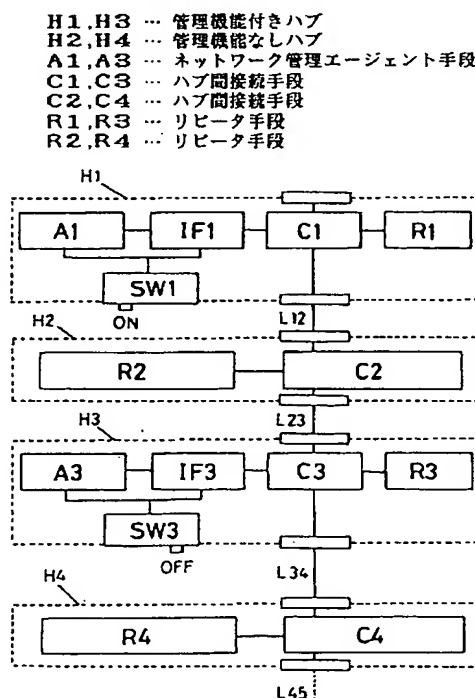 H1,H3 … 管理機能付きハブ
H2,H4 … 管理機能なしハブ
A1,A3 … ネットワーク管理エージェント手段
C1,C3 … ハブ間接続手段
C2,C4 … ハブ間接続手段
R1,R3 … リピータ手段
R2,R4 … リピータ手段
H1
A1 IF1 C1 R1
SW1
ON
L12
H2
R2 C2
L23
H3
A3 IF3 C3 R3
SW3
OFF
L34
H4
R4 C4
L45